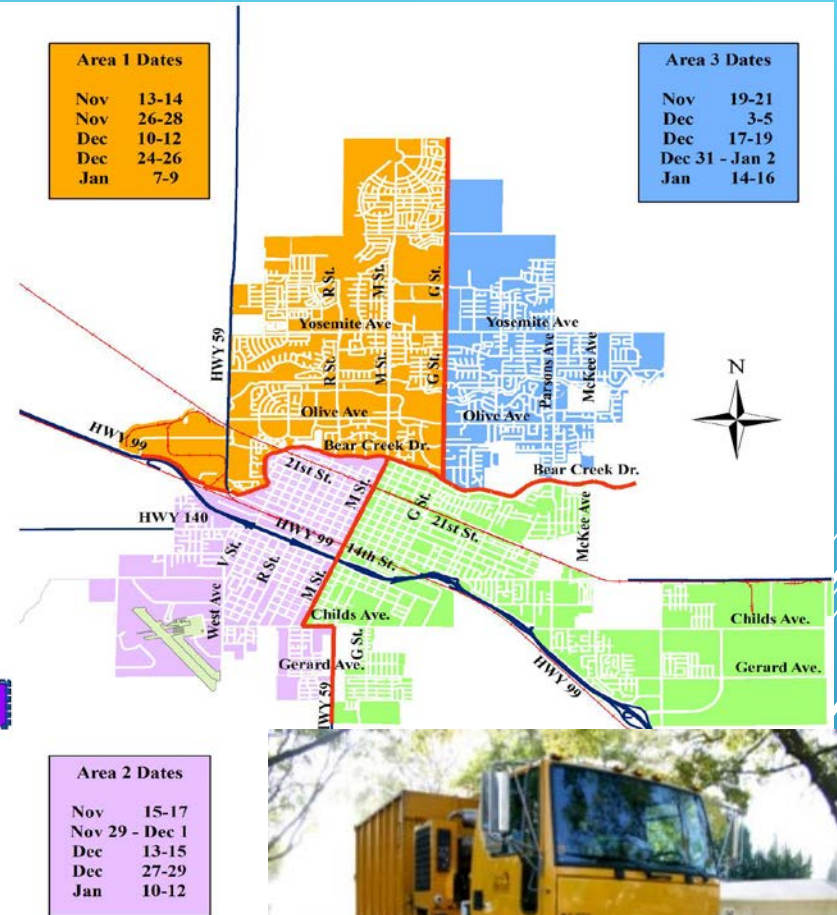 Area 1 Dates
Nov 13-14
Nov 26-28
Dec 10-12
Dec 24-26
Jan 7-9
Area 3 Dates
Nov 19-21
Dec 3-5
Dec 17-19
Dec 31 - Jan 2
Jan 14-16
HWY 59
R St.
M St.
G St.
Yosemite Ave
Yosemite Ave
R St.
M St.
G St.
Parsons Ave
McKee Ave
N
Olive Ave
Olive Ave
HWY 99
Bear Creek Dr.
Bear Creek Dr.
21st St.
M St.
G St.
21st St.
McKee Ave
HWY 140
HWY 99
14th St.
V St.
R St.
M St.
West Ave
Childs Ave.
Childs Ave.
G St.
Gerard Ave.
Gerard Ave.
HWY 59
HWY 99
Area 2 Dates
Nov 15-17
Nov 29 - Dec 1
Dec 13-15
Dec 27-29
Jan 10-12